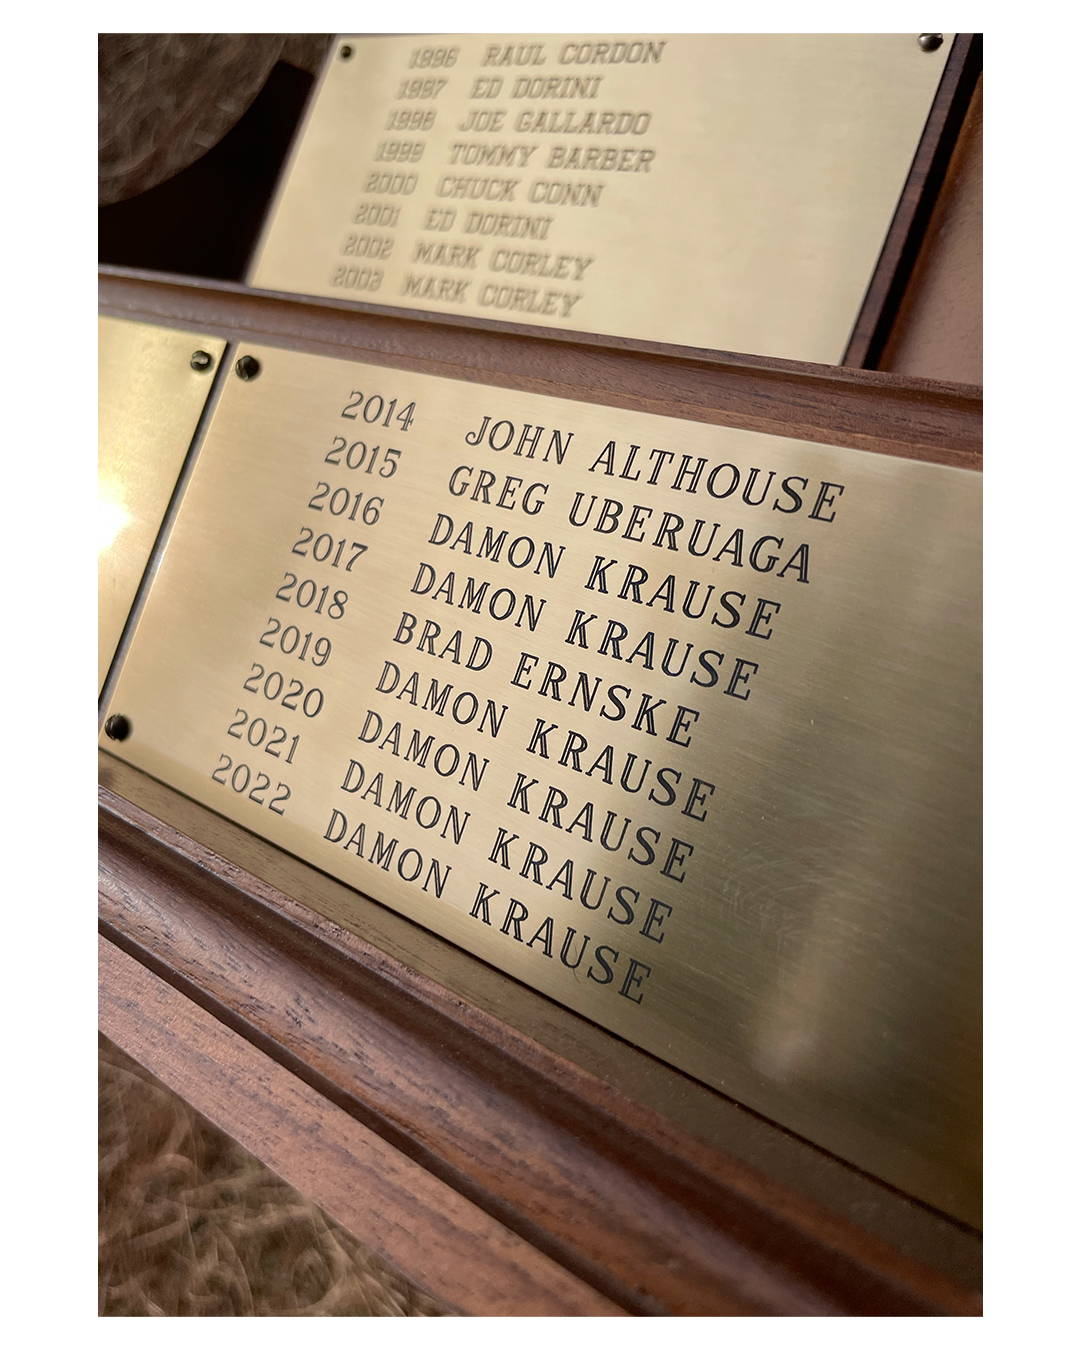 1996 RAUL CORDON
1997 ED DORINI
1998 JOE GALLARDO
1999 TOMMY BARBER
2000 CHUCK CONN
2001 ED DORINI
2002 MARK CORLEY
2003 MARK CORLEY
2014 JOHN ALTHOUSE
2015 GREG UBERUAGA
2016 DAMON KRAUSE
2017 DAMON KRAUSE
2018 BRAD ERNSKE
2019 DAMON KRAUSE
2020 DAMON KRAUSE
2021 DAMON KRAUSE
2022 DAMON KRAUSE